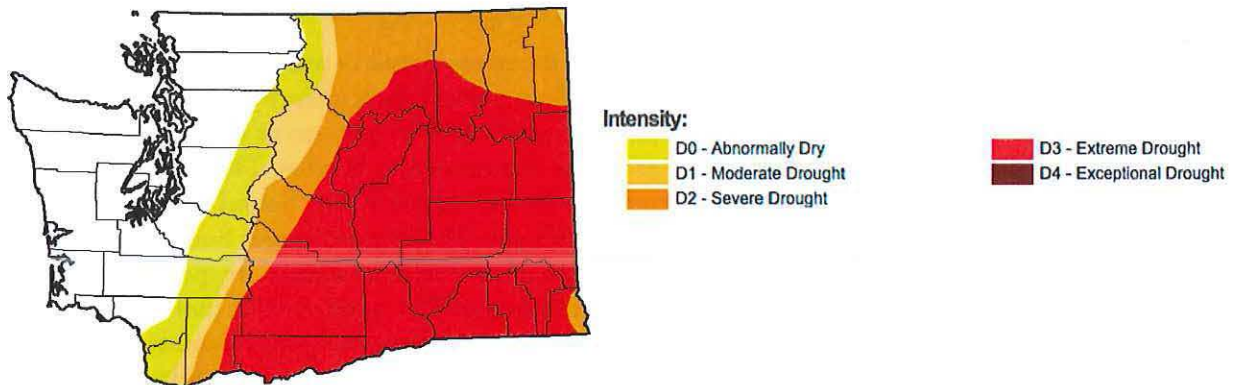 Intensity:
D0 - Abnormally Dry
D1 - Moderate Drought
D2 - Severe Drought
D3 - Extreme Drought
D4 - Exceptional Drought